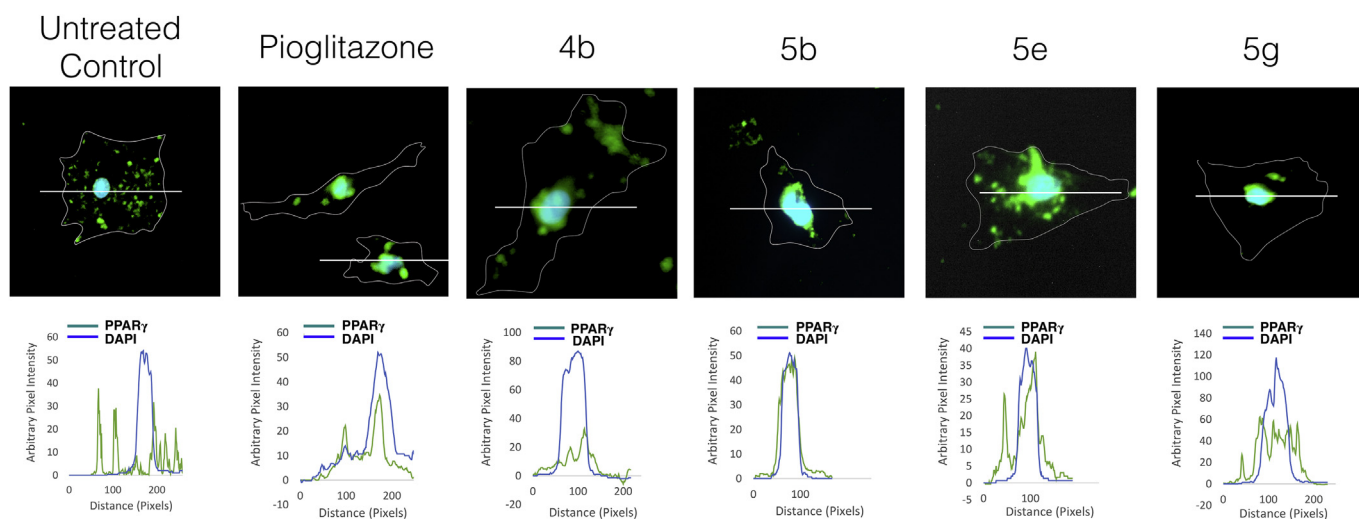 Untreated
Control
Pioglitazone
4b
5b
5e
5g
PPARγ
DAPI
Arbitrary Pixel Intensity
60
50
40
30
20
10
0
0 100 200
Distance (Pixels)
PPARγ
DAPI
Arbitrary Pixel Intensity
60
50
40
30
20
10
0
-10
0 100 200
Distance (Pixels)
PPARγ
DAPI
Arbitrary Pixel Intensity
100
80
60
40
20
0
-20
0 100 200
Distance (Pixels)
PPARγ
DAPI
Arbitrary Pixel Intensity
60
50
40
30
20
10
0
0 100
Distance (Pixels)
PPARγ
DAPI
Arbitrary Pixel Intensity
45
40
35
30
25
20
15
10
5
0
-5
0 100
Distance (Pixels)
PPARγ
DAPI
Arbitrary Pixel Intensity
140
120
100
80
60
40
20
0
-20
0 100 200
Distance (Pixels)